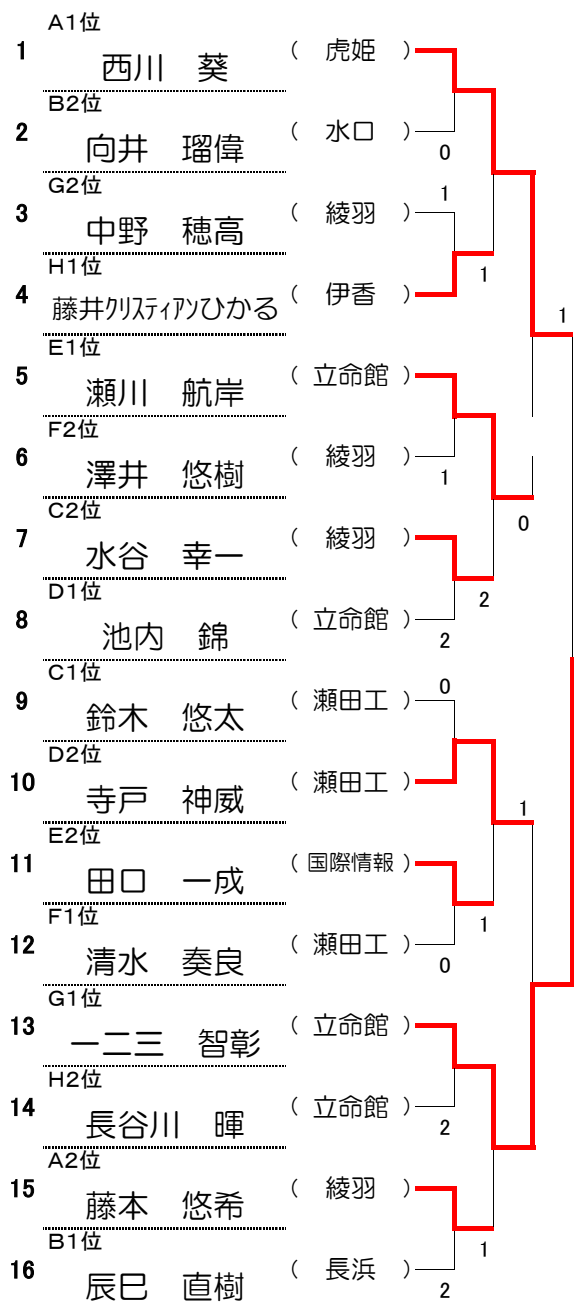 A1位
1 西川 葵 ( 虎姫 )
B2位
2 向井 瑠偉 ( 水口 )
0
G2位
1
3 中野 穂高 ( 綾羽 )
H1位
1
4 藤井クリスティアンひかる ( 伊香 )
1
E1位
5 瀬川 航岸 ( 立命館 )
F2位
6 澤井 悠樹 ( 綾羽 )
1
C2位
0
7 水谷 幸一 ( 綾羽 )
2
D1位
8 池内 錦 ( 立命館 )
2
C1位
0
9 鈴木 悠太 ( 瀬田工 )
D2位
10 寺戸 神威 ( 瀬田工 )
1
E2位
11 田口 一成 ( 国際情報 )
1
F1位
12 清水 奏良 ( 瀬田工 )
0
G1位
13 一二三 智彰 ( 立命館 )
H2位
14 長谷川 暉 ( 立命館 )
2
A2位
15 藤本 悠希 ( 綾羽 )
1
B1位
16 辰巳 直樹 ( 長浜 )
2